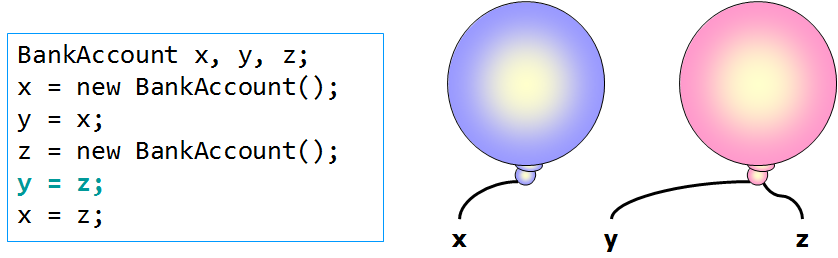 BankAccount x, y, z;
x = new BankAccount();
y = x;
z = new BankAccount();
y = z;
x = z;
x y z